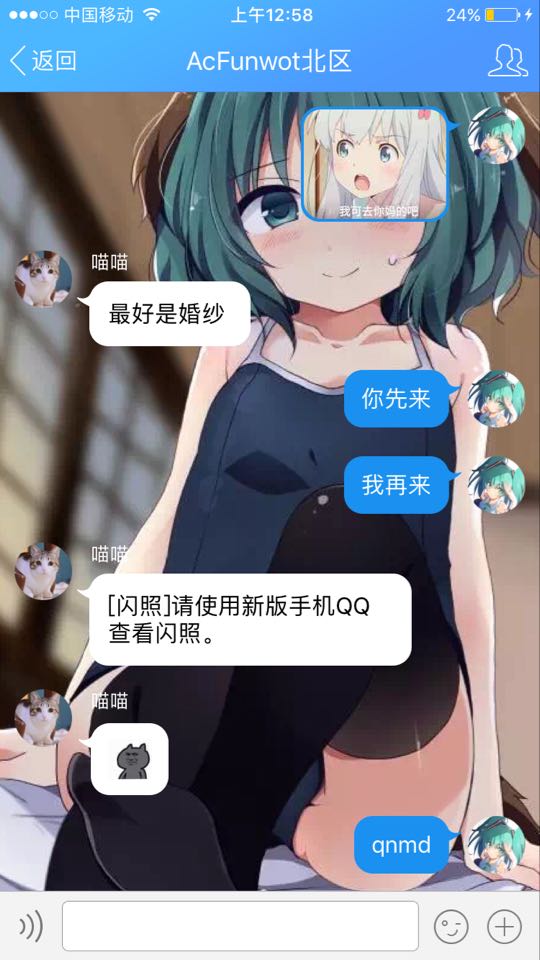 中国移动
上午12:58
24%
返回
AcFunwot北区
我可去你妈的吧
喵喵
最好是婚纱
你先来
我再来
喵喵
[闪照]请使用新版手机QQ
查看闪照。
喵喵
qnmd